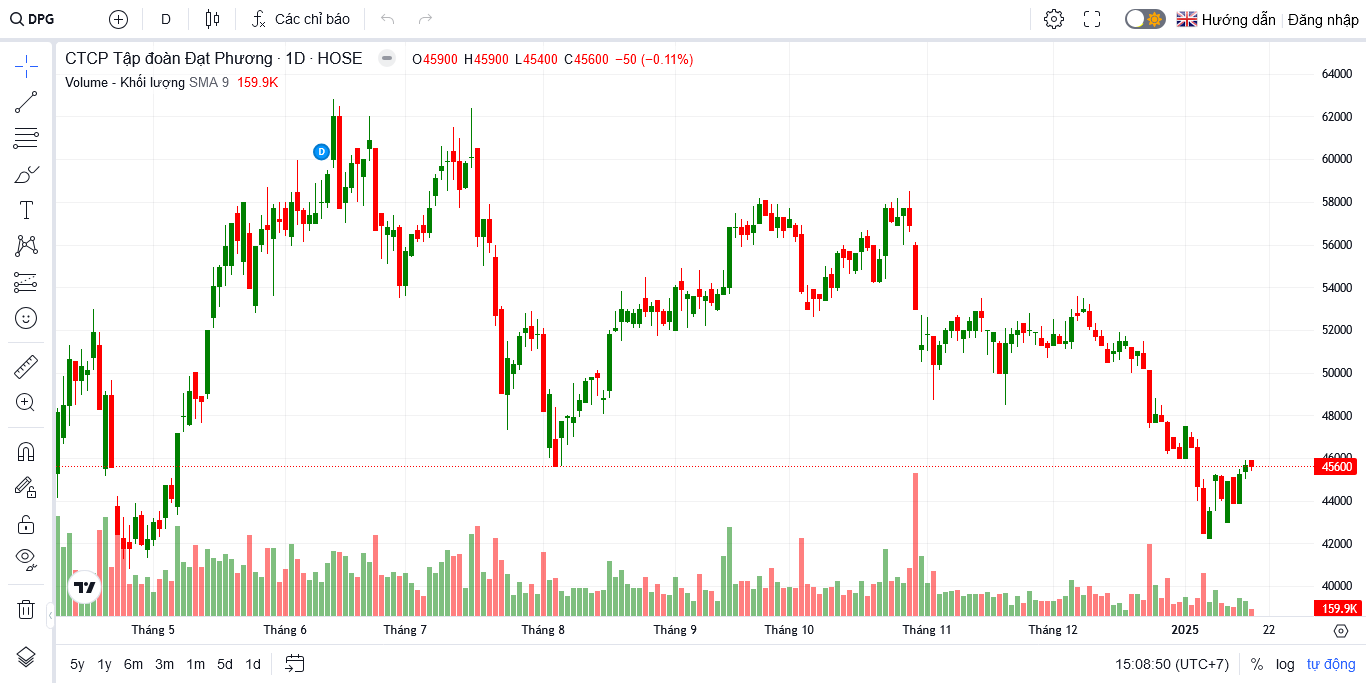 DPG D Các chỉ báo Hướng dẫn Đăng nhập
CTCP Tập đoàn Đạt Phương · 1D · HOSE O45900 H45900 L45400 C45600 −50 (−0.11%)
Volume - Khối lượng SMA 9 159.9K
D
64000
62000
60000
58000
56000
54000
52000
50000
48000
46000
45600
44000
42000
40000
159.9K
Tháng 5 Tháng 6 Tháng 7 Tháng 8 Tháng 9 Tháng 10 Tháng 11 Tháng 12 2025 22
5y 1y 6m 3m 1m 5d 1d 15:08:50 (UTC+7) % log tự động